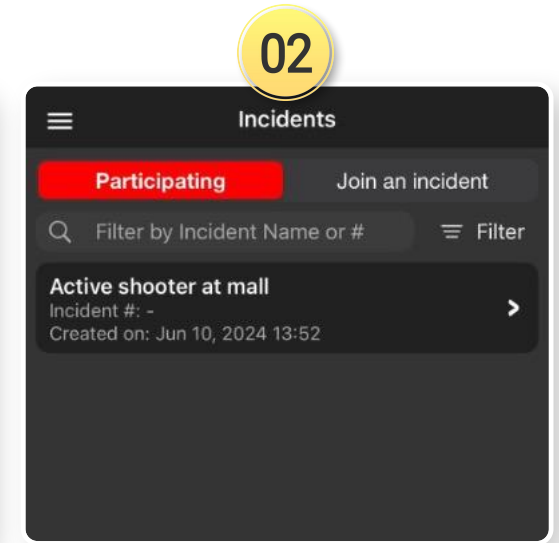 02
Incidents
Participating
Join an incident
Filter by Incident Name or #
Filter
Active shooter at mall
Incident #: -
Created on: Jun 10, 2024 13:52